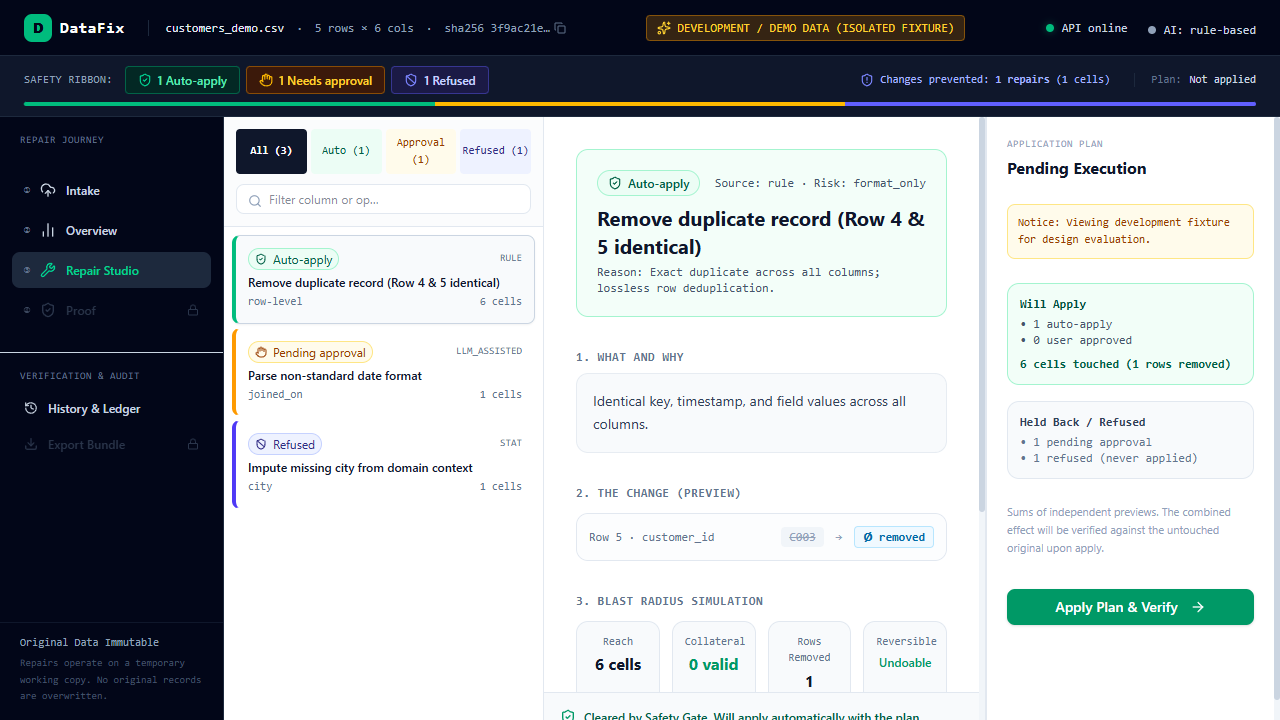 D DataFix customers_demo.csv · 5 rows × 6 cols · sha256 3f9ac21e… DEVELOPMENT / DEMO DATA (ISOLATED FIXTURE) API online AI: rule-based
SAFETY RIBBON: 1 Auto-apply 1 Needs approval 1 Refused Changes prevented: 1 repairs (1 cells) Plan: Not applied
REPAIR JOURNEY
Intake
Overview
Repair Studio
Proof
VERIFICATION & AUDIT
History & Ledger
Export Bundle
Original Data Immutable
Repairs operate on a temporary
working copy. No original records
are overwritten.
All (3) Auto (1) Approval (1) Refused (1)
Filter column or op...
Auto-apply RULE
Remove duplicate record (Row 4 & 5 identical)
row-level 6 cells
Pending approval LLM_ASSISTED
Parse non-standard date format
joined_on 1 cells
Refused STAT
Impute missing city from domain context
city 1 cells
Auto-apply Source: rule · Risk: format_only
Remove duplicate record (Row 4 &
5 identical)
Reason: Exact duplicate across all columns;
lossless row deduplication.
1. WHAT AND WHY
Identical key, timestamp, and field values across all
columns.
2. THE CHANGE (PREVIEW)
Row 5 · customer_id C003 → Ø removed
3. BLAST RADIUS SIMULATION
Reach
6 cells
Collateral
0 valid
Rows
Removed
1
Reversible
Undoable
Cleared by Safety Gate. Will apply automatically with the plan
APPLICATION PLAN
Pending Execution
Notice: Viewing development fixture
for design evaluation.
Will Apply
• 1 auto-apply
• 0 user approved
6 cells touched (1 rows removed)
Held Back / Refused
• 1 pending approval
• 1 refused (never applied)
Sums of independent previews. The combined
effect will be verified against the untouched
original upon apply.
Apply Plan & Verify →